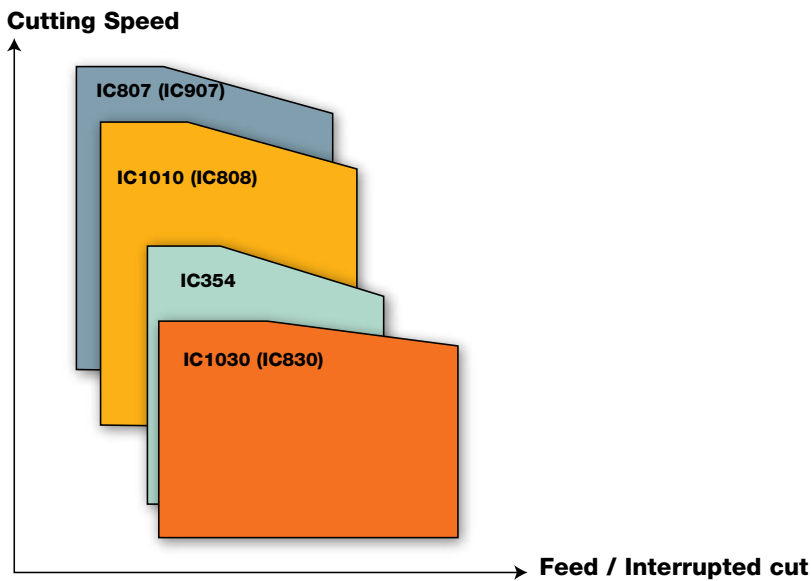 Cutting Speed
IC807 (IC907)
IC1010 (IC808)
IC354
IC1030 (IC830)
Feed / Interrupted cut